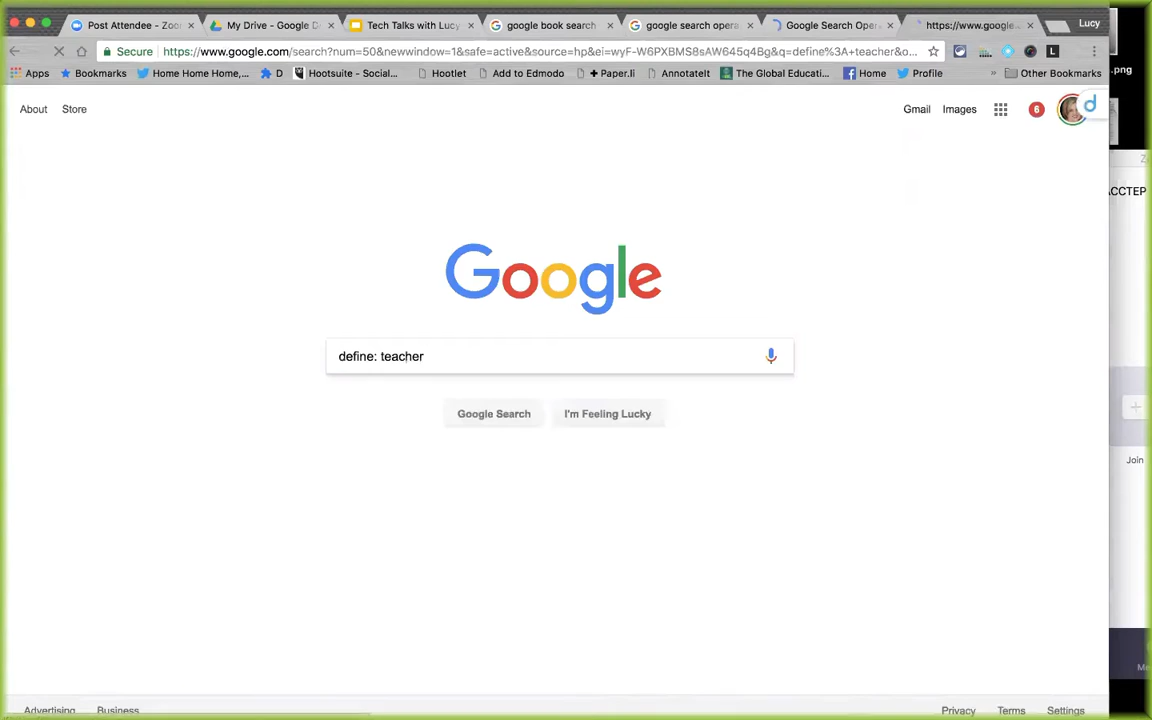 Post Attendee - Zoo
My Drive - Google D
Tech Talks with Lucy
google book search
google search opera
Google Search Oper
https://www.google
Lucy
Secure
https://www.google.com/search?num=50&newwindow=1&safe=active&source=hp&ei=wyF-W6PXBMS8sAW645q4Bg&q=define%3A+teacher&o...
.png
Apps
Bookmarks
Home Home Home,...
D
Hootsuite - Social...
Hootlet
Add to Edmodo
+ Paper.li
AnnotateIt
The Global Educati...
Home
Profile
»
Other Bookmarks
About
Store
Gmail
Images
6
d
Google
define: teacher
Google Search
I'm Feeling Lucky
Join
Advertising
Business
Privacy
Terms
Settings